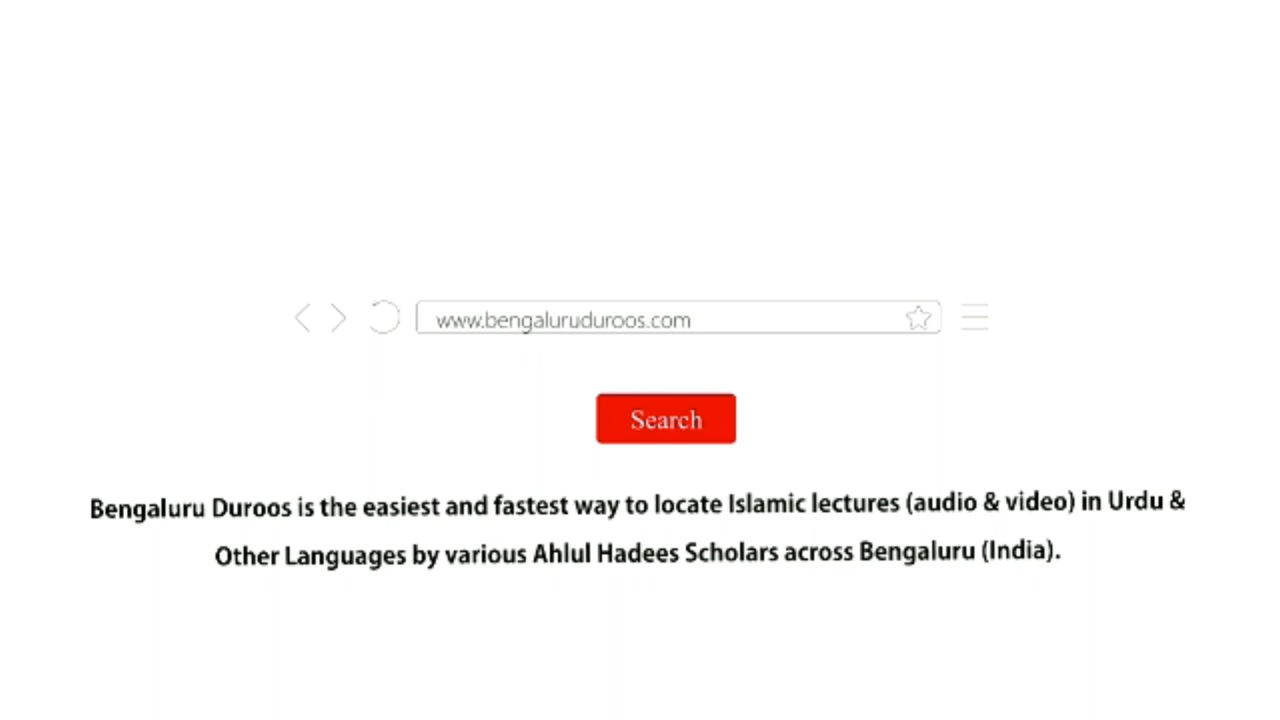 www.bengaluruduroos.com
Search
Bengaluru Duroos is the easiest and fastest way to locate Islamic lectures (audio & video) in Urdu &
Other Languages by various Ahlul Hadees Scholars across Bengaluru (India).